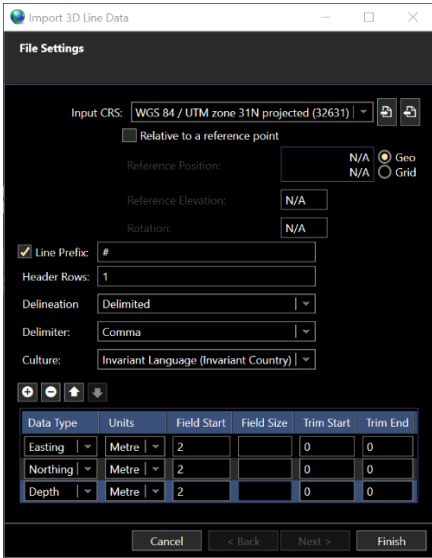 Import 3D Line Data
File Settings
Input CRS: WGS 84 / UTM zone 31N projected (32631)
Relative to a reference point
Reference Position: N/A Geo
N/A Grid
Reference Elevation: N/A
Rotation: N/A
Line Prefix: #
Header Rows: 1
Delineation Delimited
Delimiter: Comma
Culture: Invariant Language (Invariant Country)
Data Type Units Field Start Field Size Trim Start Trim End
Easting Metre 2 0 0
Northing Metre 2 0 0
Depth Metre 2 0 0
Cancel < Back Next > Finish